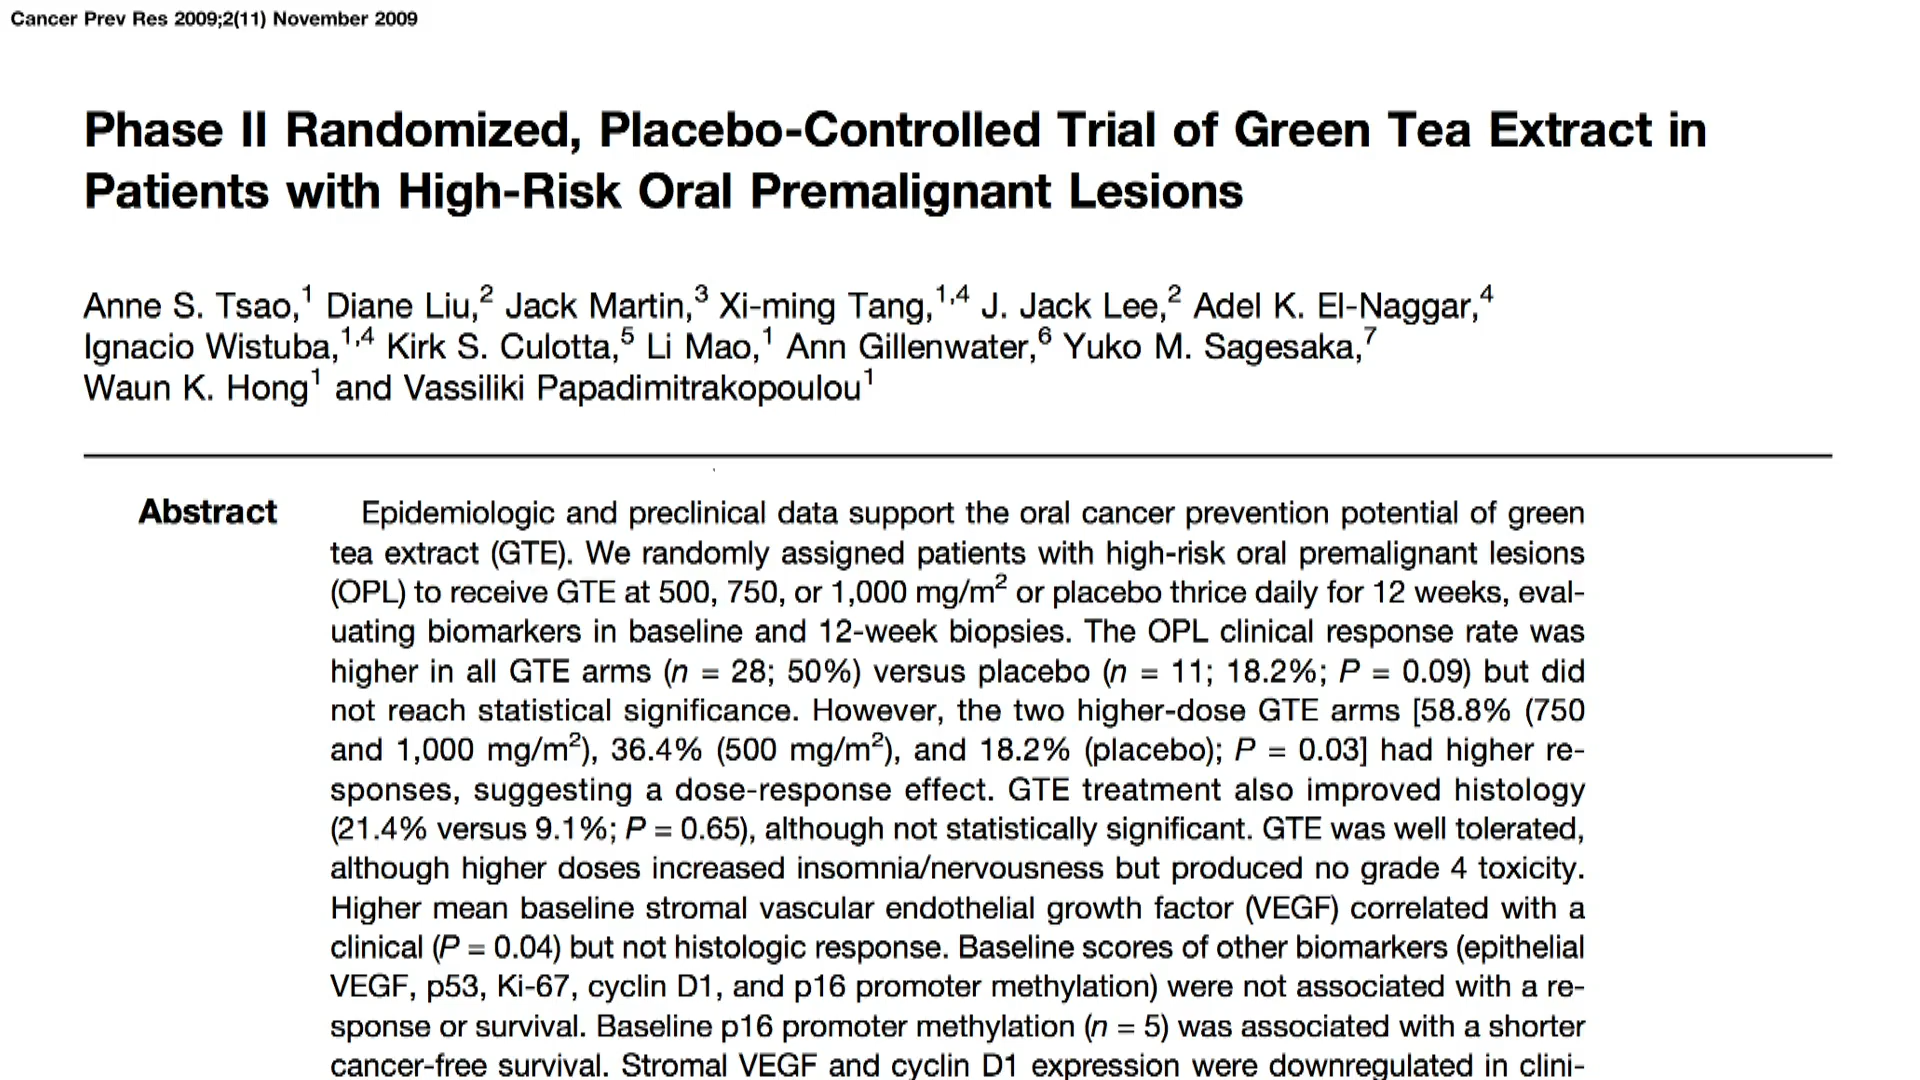 Cancer Prev Res 2009;2(11) November 2009
Phase II Randomized, Placebo-Controlled Trial of Green Tea Extract in
Patients with High-Risk Oral Premalignant Lesions
Anne S. Tsao,1 Diane Liu,2 Jack Martin,3 Xi-ming Tang,1,4 J. Jack Lee,2 Adel K. El-Naggar,4
Ignacio Wistuba,1,4 Kirk S. Culotta,5 Li Mao,1 Ann Gillenwater,6 Yuko M. Sagesaka,7
Waun K. Hong1 and Vassiliki Papadimitrakopoulou1
Abstract Epidemiologic and preclinical data support the oral cancer prevention potential of green
tea extract (GTE). We randomly assigned patients with high-risk oral premalignant lesions
(OPL) to receive GTE at 500, 750, or 1,000 mg/m2 or placebo thrice daily for 12 weeks, eval-
uating biomarkers in baseline and 12-week biopsies. The OPL clinical response rate was
higher in all GTE arms (n = 28; 50%) versus placebo (n = 11; 18.2%; P = 0.09) but did
not reach statistical significance. However, the two higher-dose GTE arms [58.8% (750
and 1,000 mg/m2), 36.4% (500 mg/m2), and 18.2% (placebo); P = 0.03] had higher re-
sponses, suggesting a dose-response effect. GTE treatment also improved histology
(21.4% versus 9.1%; P = 0.65), although not statistically significant. GTE was well tolerated,
although higher doses increased insomnia/nervousness but produced no grade 4 toxicity.
Higher mean baseline stromal vascular endothelial growth factor (VEGF) correlated with a
clinical (P = 0.04) but not histologic response. Baseline scores of other biomarkers (epithelial
VEGF, p53, Ki-67, cyclin D1, and p16 promoter methylation) were not associated with a re-
sponse or survival. Baseline p16 promoter methylation (n = 5) was associated with a shorter
cancer-free survival. Stromal VEGF and cyclin D1 expression were downregulated in clini-